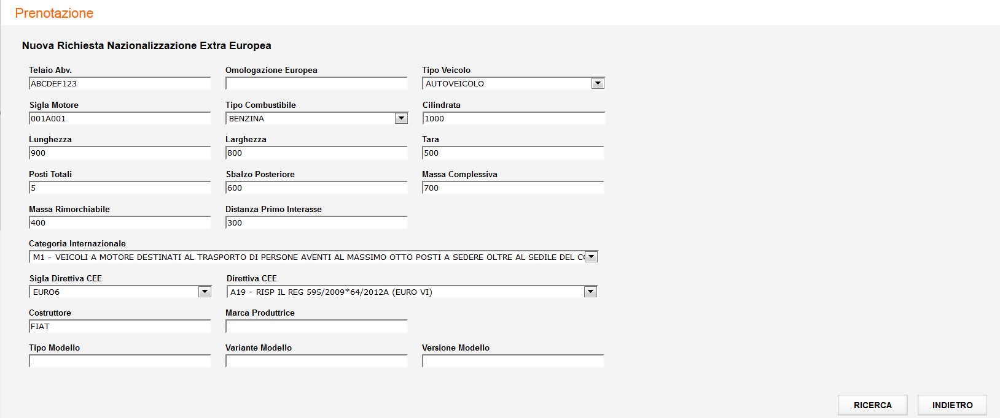 Prenotazione
Nuova Richiesta Nazionalizzazione Extra Europea
Telaio Abv. Omologazione Europea Tipo Veicolo
ABCDEF123 AUTOVEICOLO
Sigla Motore Tipo Combustibile Cilindrata
001A001 BENZINA 1000
Lunghezza Larghezza Tara
900 800 500
Posti Totali Sbalzo Posteriore Massa Complessiva
5 600 700
Massa Rimorchiabile Distanza Primo Interasse
400 300
Categoria Internazionale
M1 - VEICOLI A MOTORE DESTINATI AL TRASPORTO DI PERSONE AVENTI AL MASSIMO OTTO POSTI A SEDERE OLTRE AL SEDILE DEL
Sigla Direttiva CEE Direttiva CEE
EURO6 A19 - RISP IL REG 595/2009*64/2012A (EURO VI)
Costruttore Marca Produttrice
FIAT
Tipo Modello Variante Modello Versione Modello
RICERCA INDIETRO